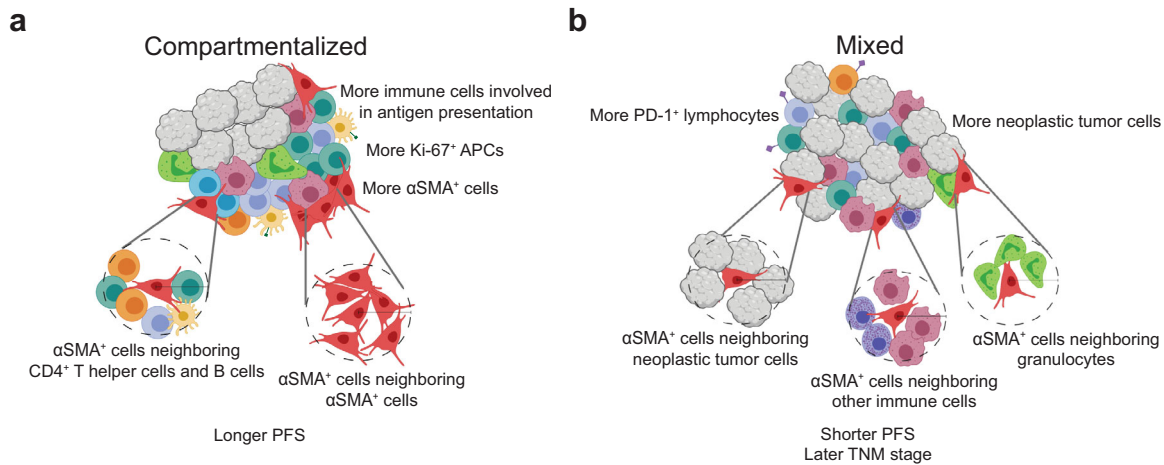 a
Compartmentalized
More immune cells involved
in antigen presentation
More Ki-67⁺ APCs
More αSMA⁺ cells
αSMA⁺ cells neighboring
CD4⁺ T helper cells and B cells
αSMA⁺ cells neighboring
αSMA⁺ cells
Longer PFS
b
Mixed
More PD-1⁺ lymphocytes
More neoplastic tumor cells
αSMA⁺ cells neighboring
neoplastic tumor cells
αSMA⁺ cells neighboring
other immune cells
αSMA⁺ cells neighboring
granulocytes
Shorter PFS
Later TNM stage